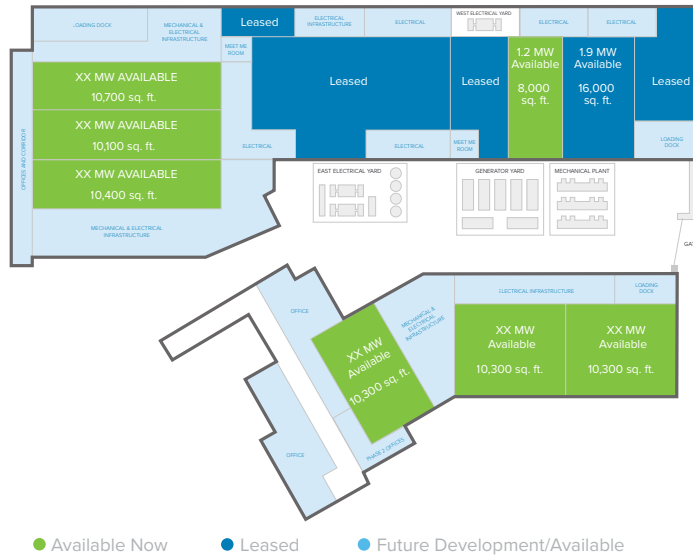 LOADING DOCK
MECHANICAL &
ELECTRICAL
INFRASTRUCTURE
Leased
ELECTRICAL
INFRASTRUCTURE
ELECTRICAL
WEST ELECTRICAL YARD
ELECTRICAL
ELECTRICAL
MEET ME
ROOM
XX MW AVAILABLE
10,700 sq. ft.
XX MW AVAILABLE
10,100 sq. ft.
XX MW AVAILABLE
10,400 sq. ft.
OFFICES AND CORRIDOR
MECHANICAL & ELECTRICAL
INFRASTRUCTURE
ELECTRICAL
Leased
ELECTRICAL
Leased
MEET ME
ROOM
1.2 MW
Available
8,000
sq. ft.
1.9 MW
Available
16,000
sq. ft.
Leased
LOADING
DOCK
EAST ELECTRICAL YARD
GENERATOR YARD
MECHANICAL PLANT
OFFICE
XX MW
Available
10,300 sq. ft.
MECHANICAL &
ELECTRICAL
INFRASTRUCTURE
PHASE 2 OFFICES
OFFICE
ELECTRICAL INFRASTRUCTURE
LOADING
DOCK
XX MW
Available
10,300 sq. ft.
XX MW
Available
10,300 sq. ft.
Available Now
Leased
Future Development/Available